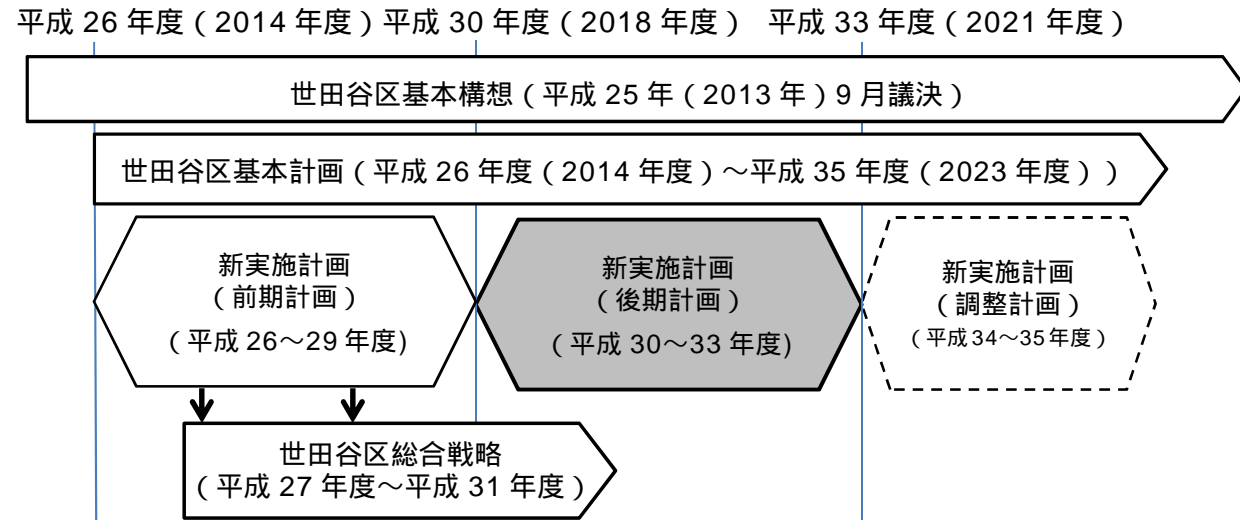 平成 26 年度（2014 年度）平成 30 年度（2018 年度） 平成 33 年度（2021 年度）
世田谷区基本構想（平成 25 年（2013 年）9 月議決）
世田谷区基本計画（平成 26 年度（2014 年度）～平成 35 年度（2023 年度））
新実施計画
（前期計画）
（平成 26～29 年度)
新実施計画
（後期計画）
（平成 30～33 年度)
新実施計画
（調整計画）
（平成 34～35 年度）
世田谷区総合戦略
（平成 27 年度～平成 31 年度）